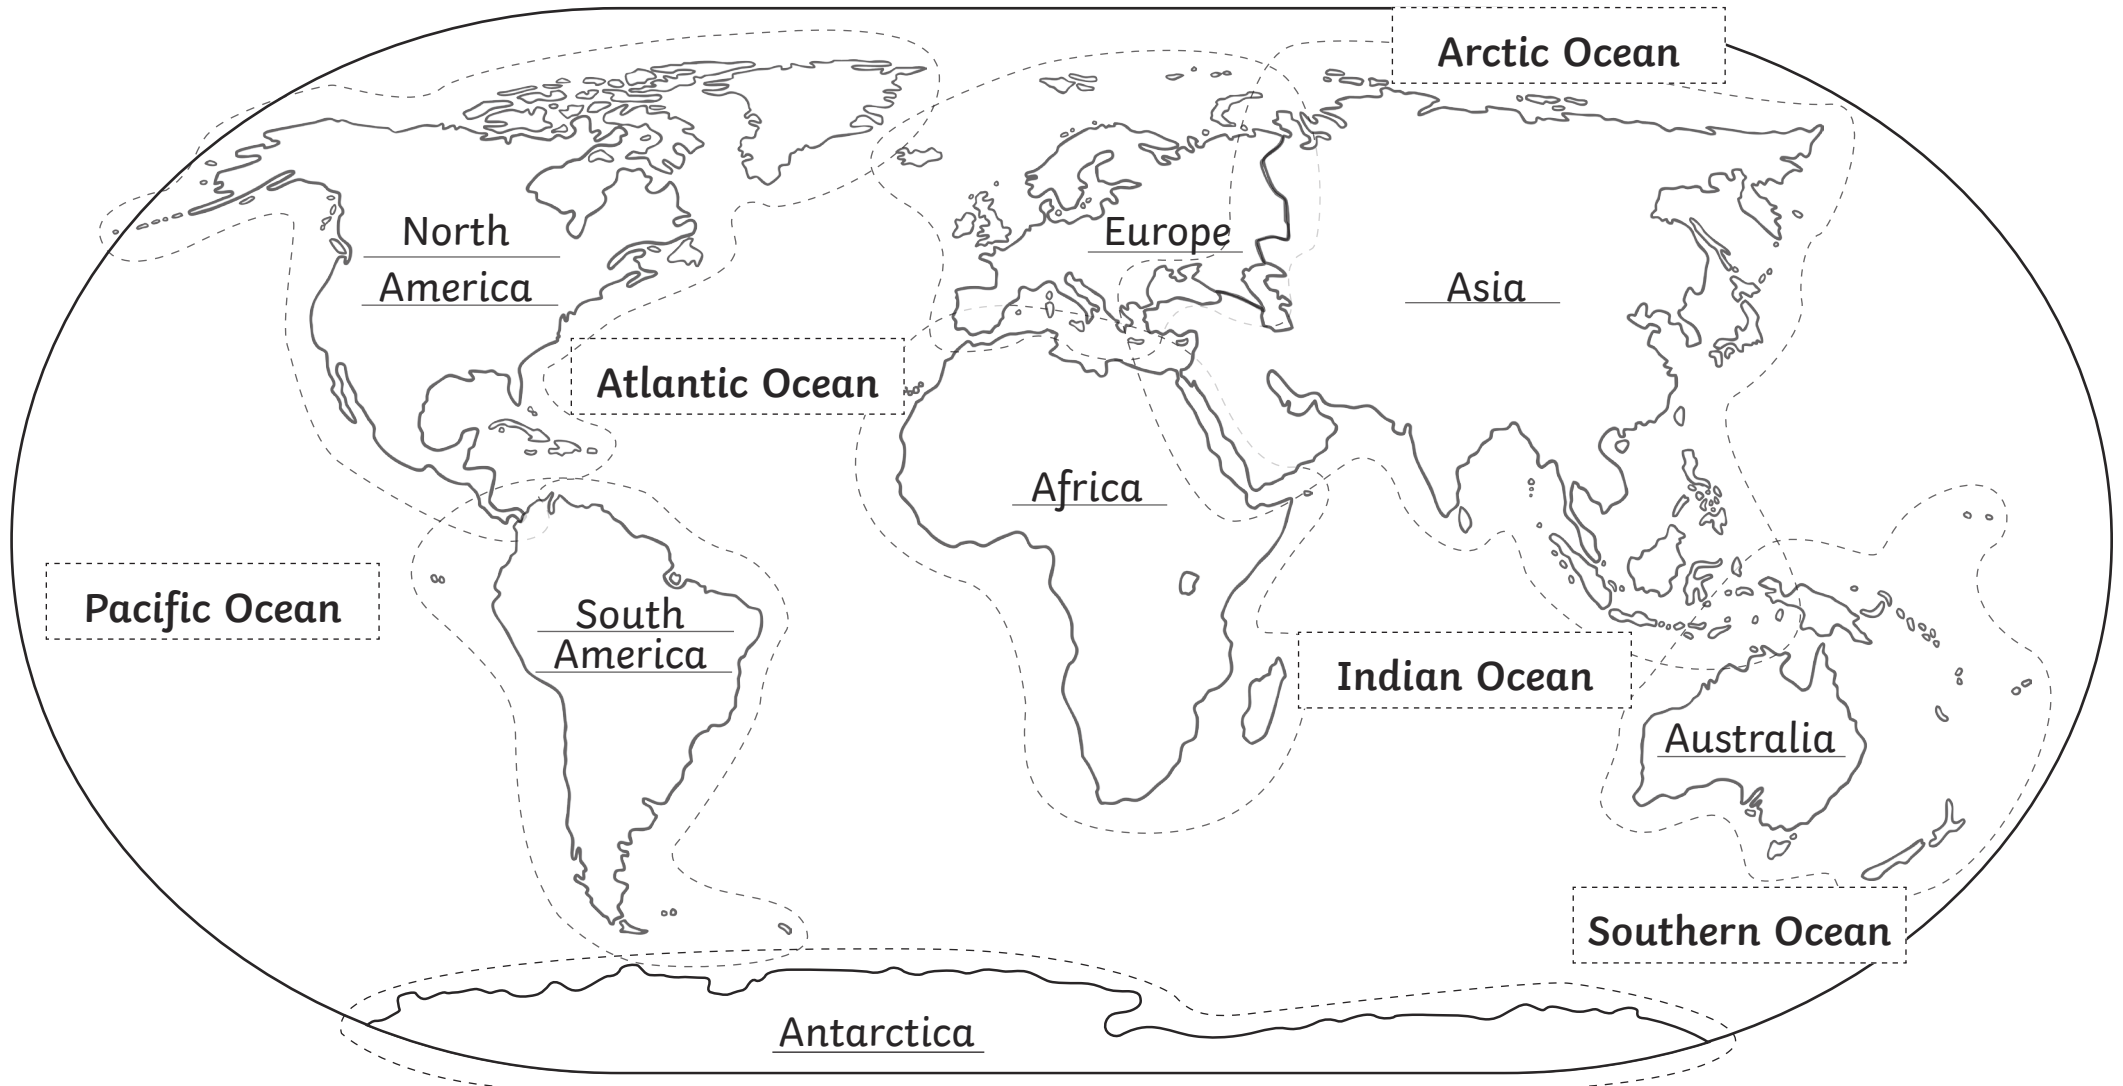 Arctic Ocean
North
America
Europe
Asia
Atlantic Ocean
Africa
Pacific Ocean
South
America
Indian Ocean
Australia
Southern Ocean
Antarctica